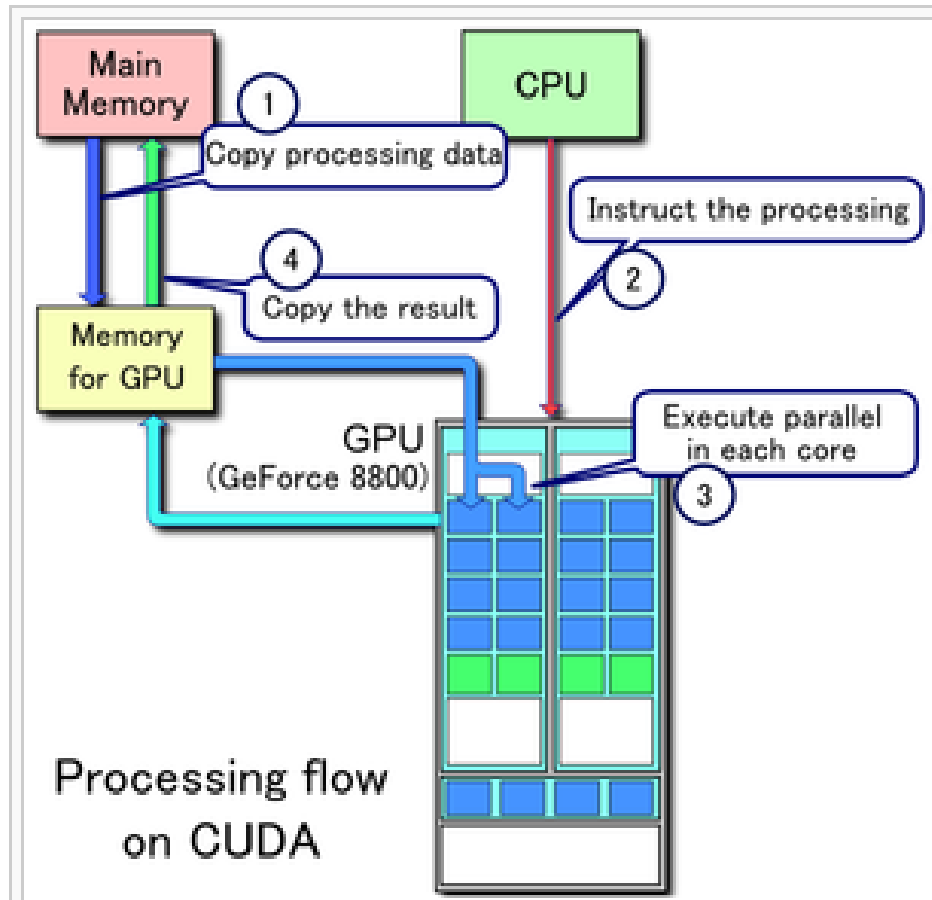 Main
Memory
CPU
1
Copy processing data
Instruct the processing
2
4
Copy the result
Memory
for GPU
Execute parallel
in each core
3
GPU
(GeForce 8800)
Processing flow
on CUDA